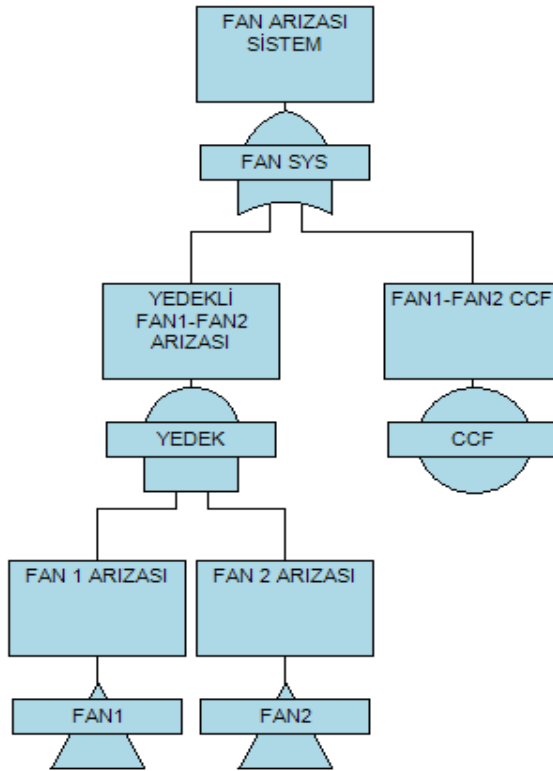 FAN ARIZASI
SİSTEM
FAN SYS
YEDEKLİ
FAN1-FAN2
ARIZASI
FAN1-FAN2 CCF
YEDEK
CCF
FAN 1 ARIZASI
FAN 2 ARIZASI
FAN1
FAN2